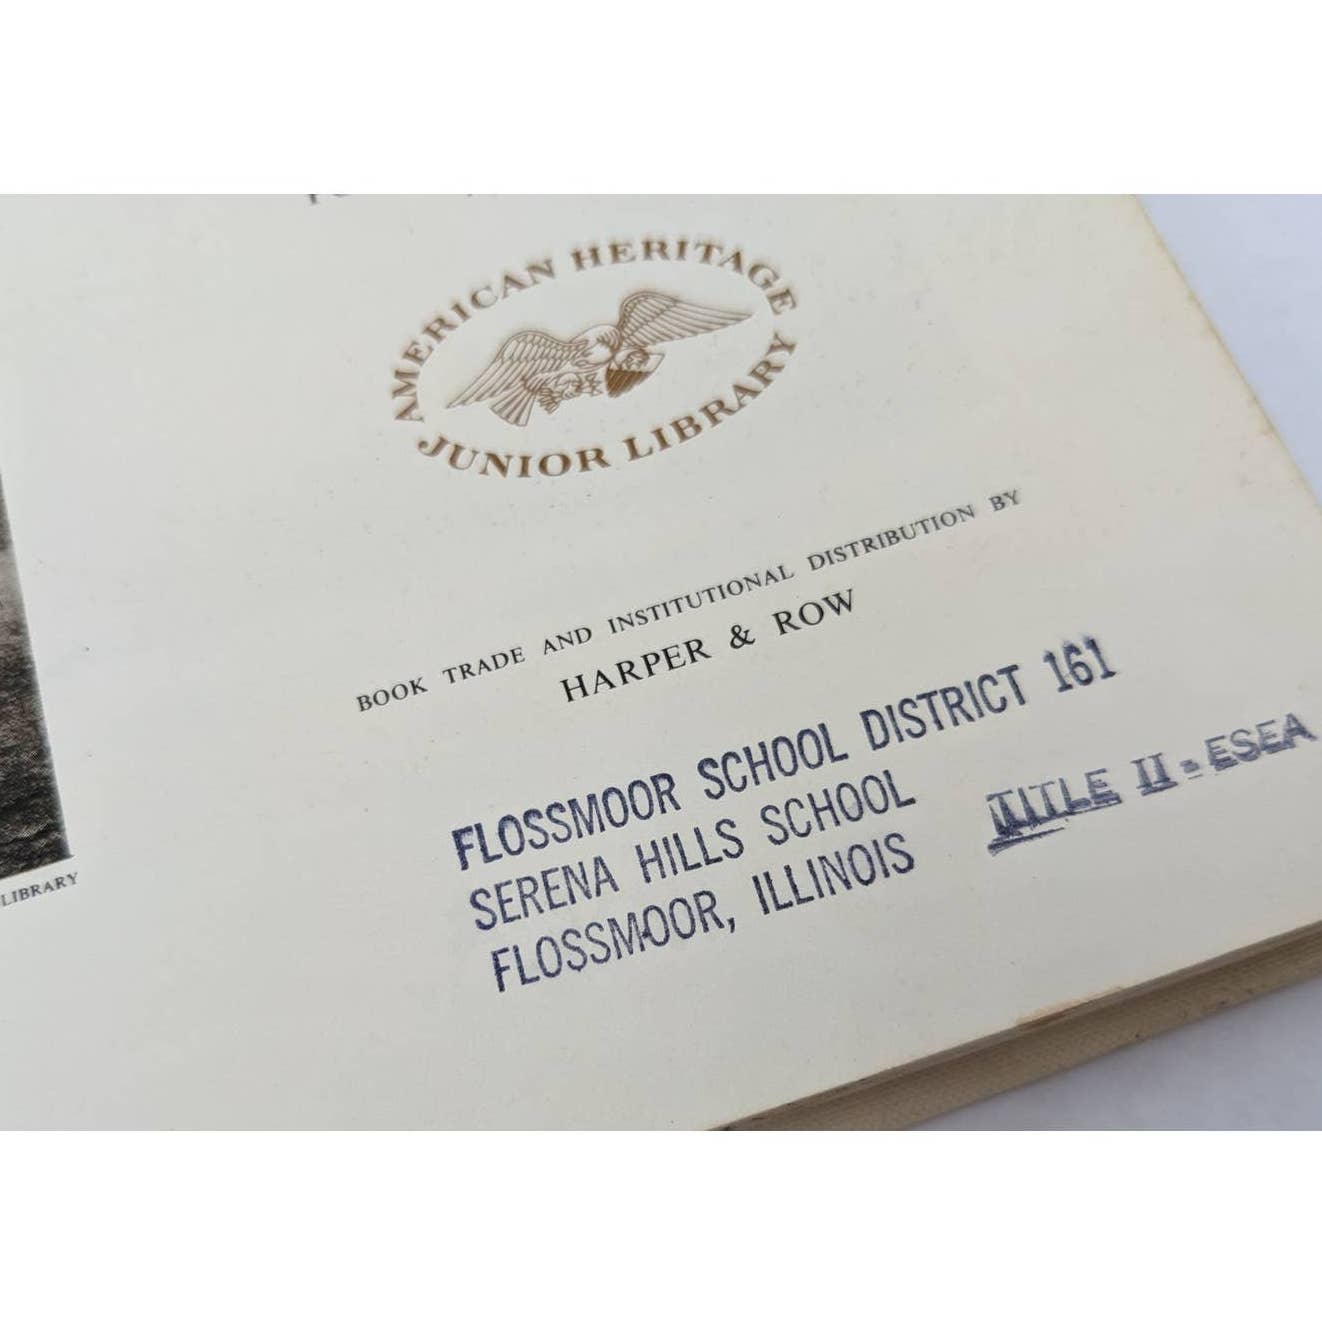 AMERICAN HERITAGE
JUNIOR LIBRARY
BOOK TRADE AND INSTITUTIONAL DISTRIBUTION BY
HARPER & ROW
FLOSSMOOR SCHOOL DISTRICT 161
SERENA HILLS SCHOOL
FLOSSMOOR, ILLINOIS
TITLE II - ESEA
LIBRARY